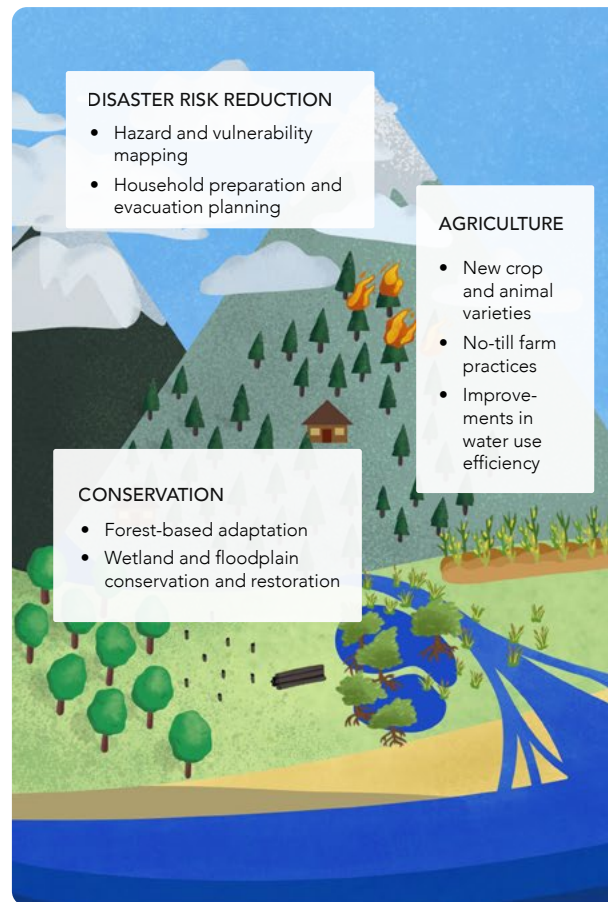 DISASTER RISK REDUCTION
• Hazard and vulnerability
mapping
• Household preparation and
evacuation planning
AGRICULTURE
• New crop
and animal
varieties
• No-till farm
practices
• Improve-
ments in
water use
efficiency
CONSERVATION
• Forest-based adaptation
• Wetland and floodplain
conservation and restoration